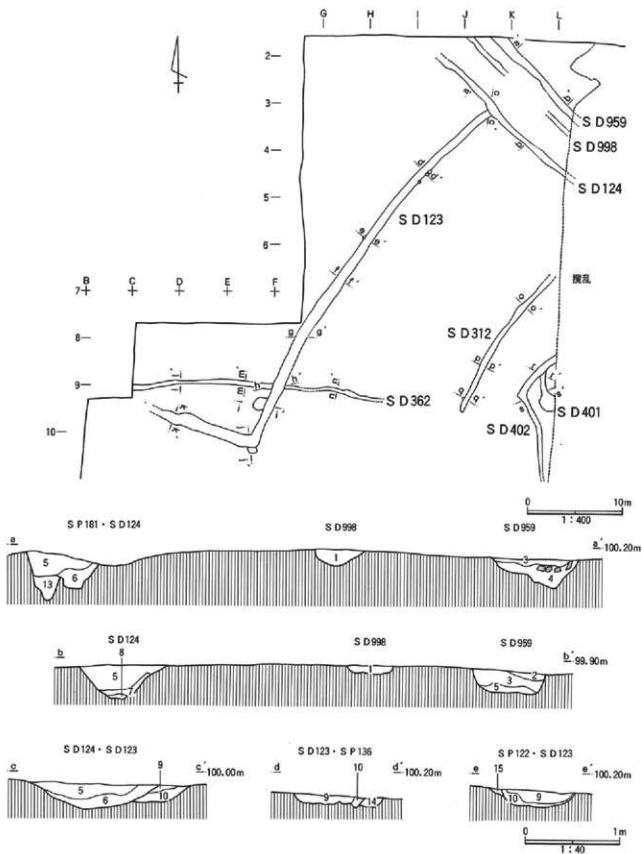 G H I J K L
2
3
4
5
6
B C D E F
7
8
9
10
SD959
SD998
SD124
SD123
攪乱
SD312
SD362
SD401
SD402
0 10m
1:400
SP181・SD124 SD998 SD959
a a' 100.20m
5 6 13 1 3 4
SD124 SD998 SD959
b b' 99.90m
8 5 7 1 2 3 5
SD124・SD123 SD123・SP136 SP122・SD123
c c' 100.00m d d' 100.20m e e' 100.20m
9 5 6 10 10 9 14 15 10 9
0 1m
1:40